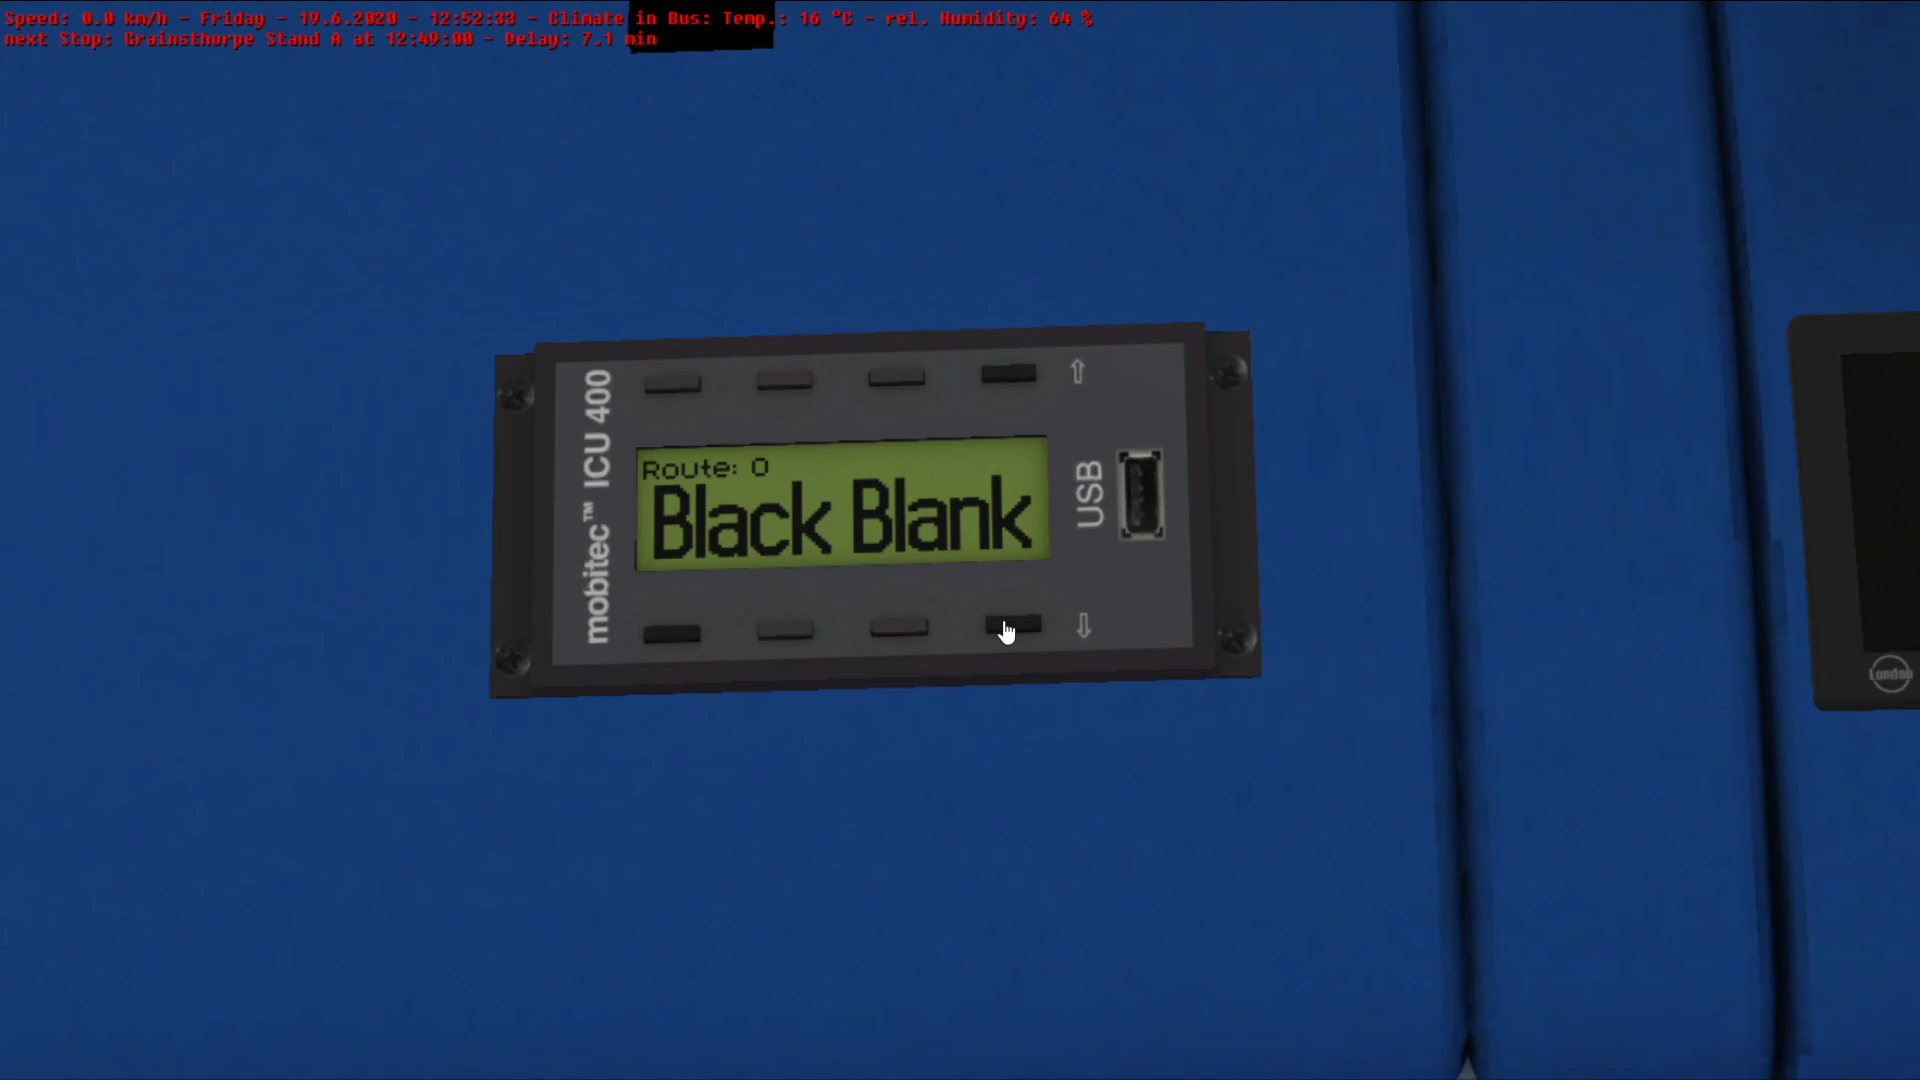 Speed: 0.0 km/h - Friday - 19.6.2020 - 12:52:33 - Climate in Bus: Temp.: 16 °C - rel. Humidity: 64 %
next Stop: Grainsthorpe Stand A at 12:49:00 - Delay: 7.1 min
mobitec™ ICU 400
Route: 0
Black Blank
USB
London